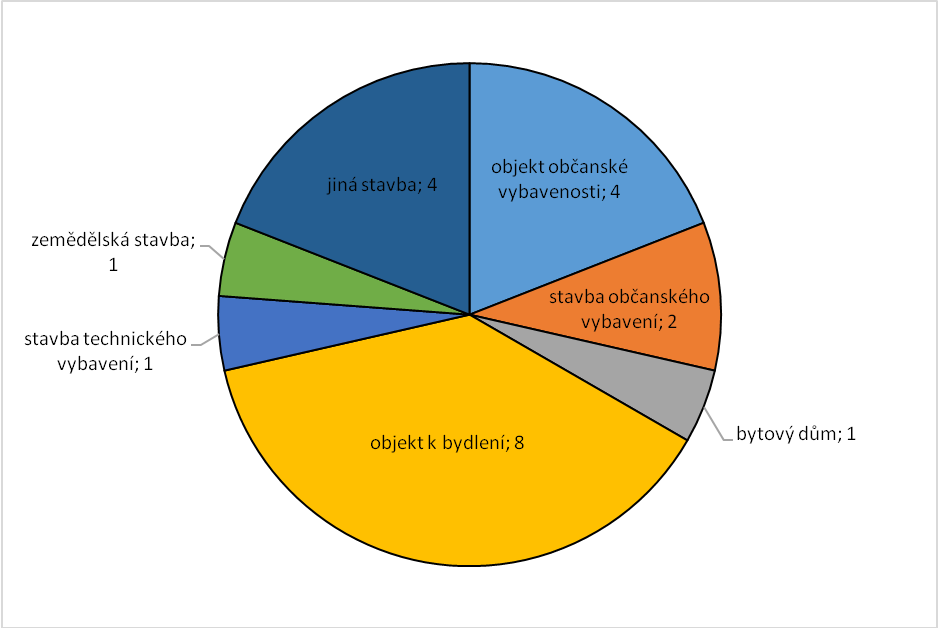 jiná stavba; 4
objekt občanské
vybavenosti; 4
zemědělská stavba;
1
stavba občanského
vybavení; 2
stavba technického
vybavení; 1
bytový dům; 1
objekt k bydlení; 8